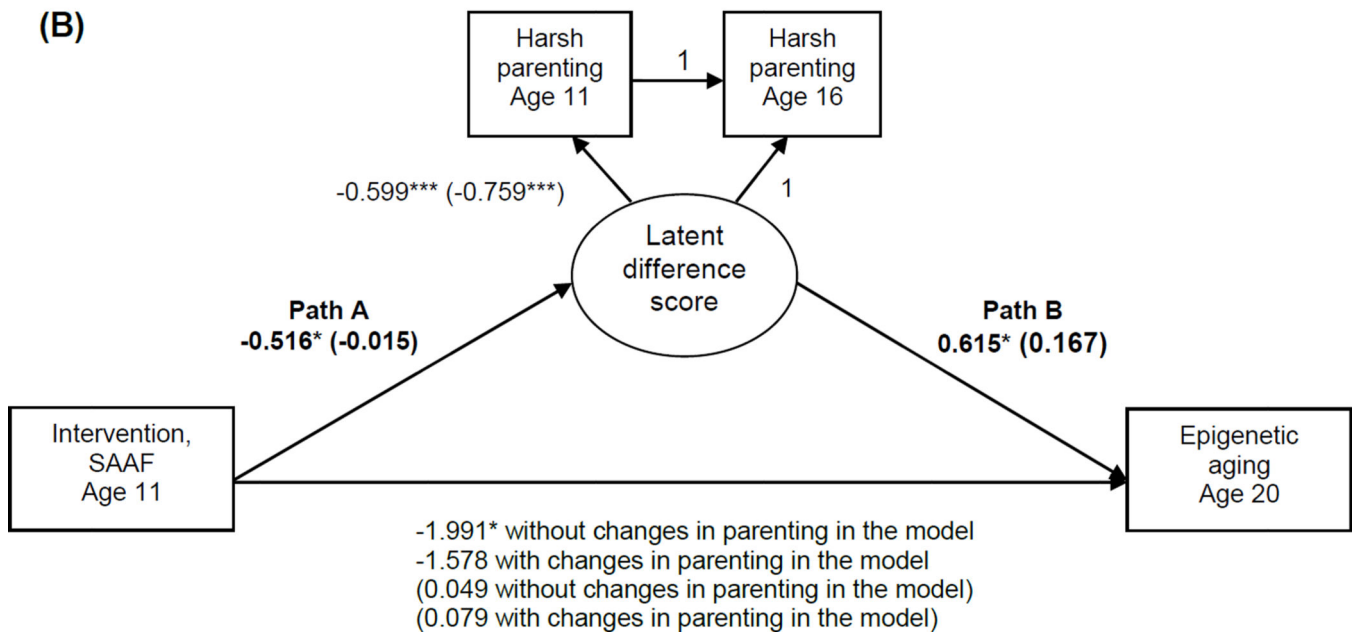 (B)
Harsh
parenting
Age 11
1
Harsh
parenting
Age 16
-0.599*** (-0.759***)
1
Latent
difference
score
Path A
-0.516* (-0.015)
Path B
0.615* (0.167)
Intervention,
SAAF
Age 11
Epigenetic
aging
Age 20
-1.991* without changes in parenting in the model
-1.578 with changes in parenting in the model
(0.049 without changes in parenting in the model)
(0.079 with changes in parenting in the model)